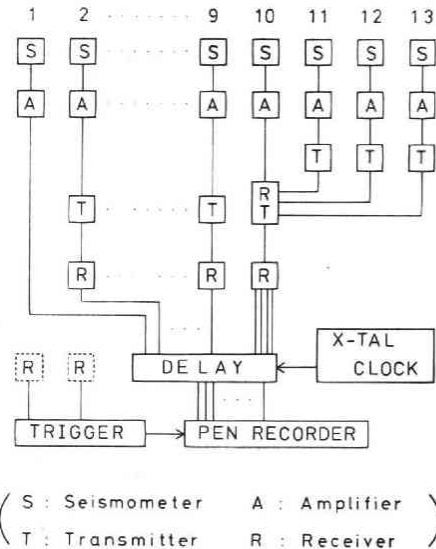 1 2 9 10 11 12 13
S S S S S S S
A A A A A A A
T T T
R T
T T
R R R
X-TAL
DELAY CLOCK
R R
TRIGGER PEN RECORDER
( S : Seismometer A : Amplifier )
T : Transmitter R : Receiver